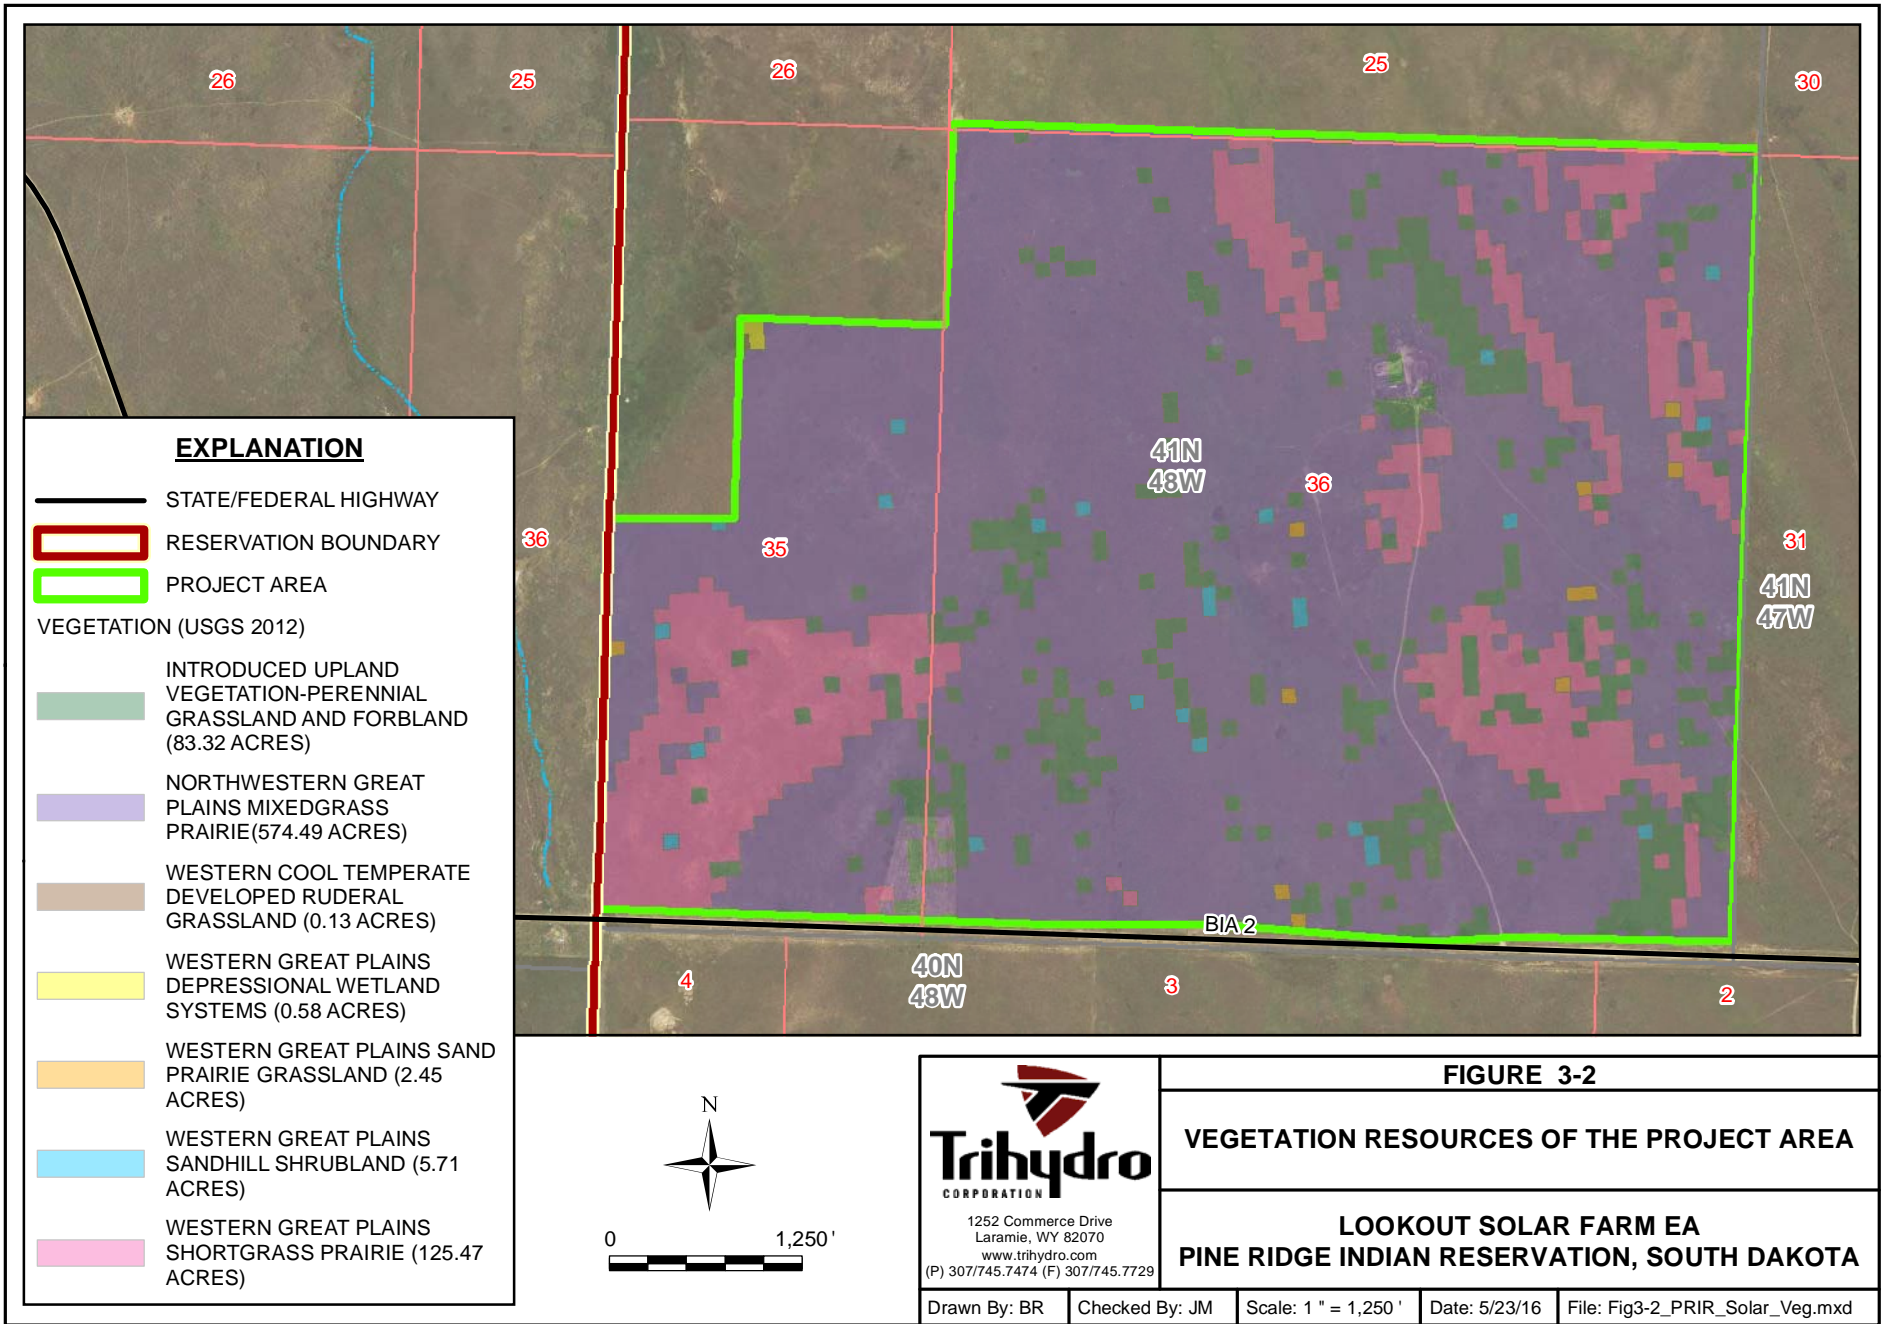 26
25
26
25
30
41N
48W
36
36
35
31
41N
47W
BIA 2
4
40N
48W
3
2
EXPLANATION
STATE/FEDERAL HIGHWAY
RESERVATION BOUNDARY
PROJECT AREA
VEGETATION (USGS 2012)
INTRODUCED UPLAND
VEGETATION-PERENNIAL
GRASSLAND AND FORBLAND
(83.32 ACRES)
NORTHWESTERN GREAT
PLAINS MIXEDGRASS
PRAIRIE(574.49 ACRES)
WESTERN COOL TEMPERATE
DEVELOPED RUDERAL
GRASSLAND (0.13 ACRES)
WESTERN GREAT PLAINS
DEPRESSIONAL WETLAND
SYSTEMS (0.58 ACRES)
WESTERN GREAT PLAINS SAND
PRAIRIE GRASSLAND (2.45
ACRES)
WESTERN GREAT PLAINS
SANDHILL SHRUBLAND (5.71
ACRES)
WESTERN GREAT PLAINS
SHORTGRASS PRAIRIE (125.47
ACRES)
N
0 1,250 '
Trihydro
CORPORATION
1252 Commerce Drive
Laramie, WY 82070
www.trihydro.com
(P) 307/745.7474 (F) 307/745.7729
FIGURE 3-2
VEGETATION RESOURCES OF THE PROJECT AREA
LOOKOUT SOLAR FARM EA
PINE RIDGE INDIAN RESERVATION, SOUTH DAKOTA
Drawn By: BR
Checked By: JM
Scale: 1 " = 1,250 '
Date: 5/23/16
File: Fig3-2_PRIR_Solar_Veg.mxd